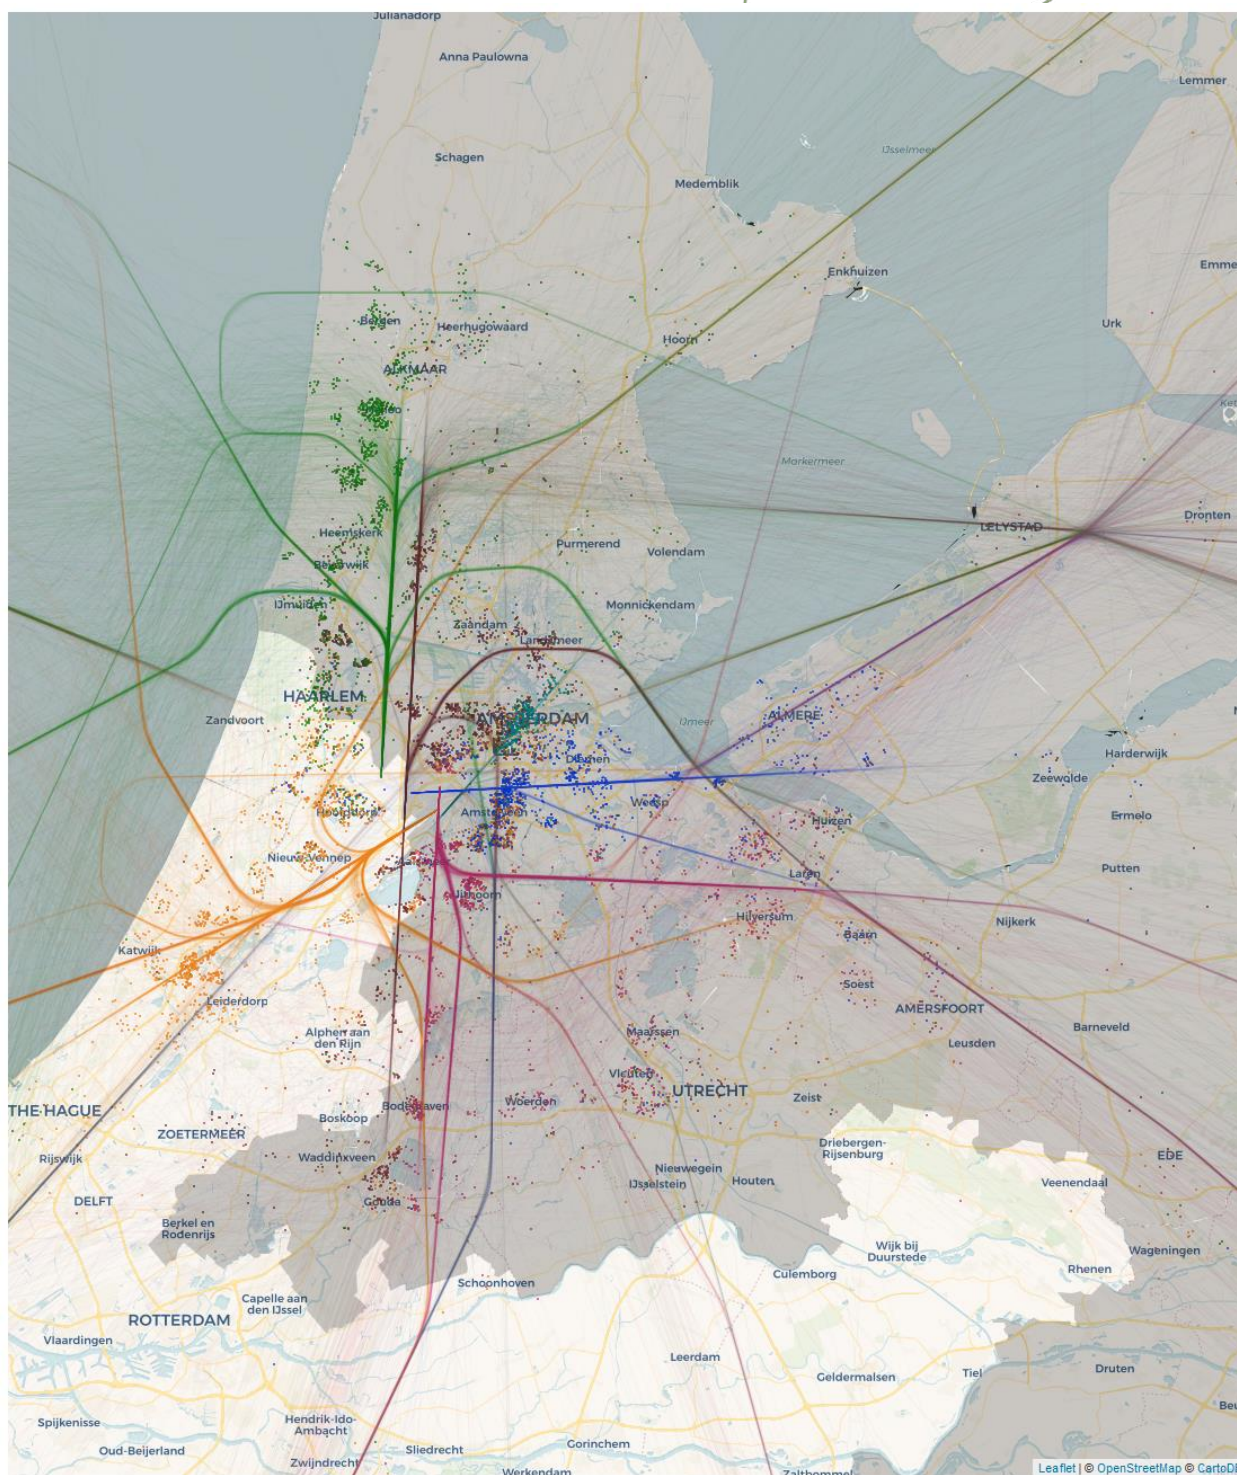 Julianadorp
Anna Paulowna
Lemmer
IJsselmeer
Schagen
Medemblik
Enkhuizen
Emme
Bergen
Heerhugowaard
Urk
Hoorn
ALKMAAR
Ket
Markermeer
LELYSTAD
Dronten
Heemskerk
Purmerend
Volendam
Beverwijk
IJmuiden
Monnickendam
Zaandam
Landsmeer
HAARLEM
Zandvoort
AMSTERDAM
IJmeer
ALMERE
Harderwijk
Diemen
Zeewolde
Hoofddorp
Amstelveen
Weesp
Huizen
Ermelo
Nieuw-Vennep
Laren
Putten
Uithoorn
Hilversum
Nijkerk
Katwijk
Baarn
Leiderdorp
Soest
AMERSFOORT
Alphen aan
den Rijn
Maarssen
Barneveld
Leusden
Vleuten
UTRECHT
THE HAGUE
Boskoop
Bodegraven
Woerden
Zeist
ZOETERMEER
Driebergen-
Rijsenburg
Rijswijk
Waddinxveen
Nieuwegein
EDE
IJsselstein
Houten
Veenendaal
DELFT
Gouda
Berkel en
Rodenrijs
Wijk bij
Duurstede
Wageningen
Rhenen
Culemborg
Schoonhoven
Capelle aan
den IJssel
ROTTERDAM
Vlaardingen
Leerdam
Tiel
Druten
Geldermalsen
Beu
Spijkenisse
Hendrik-Ido-
Ambacht
Oud-Beijerland
Sliedrecht
Gorinchem
Zwijndrecht
Werkendam
Zaltbommel
Leaflet | © OpenStreetMap © CartoDB